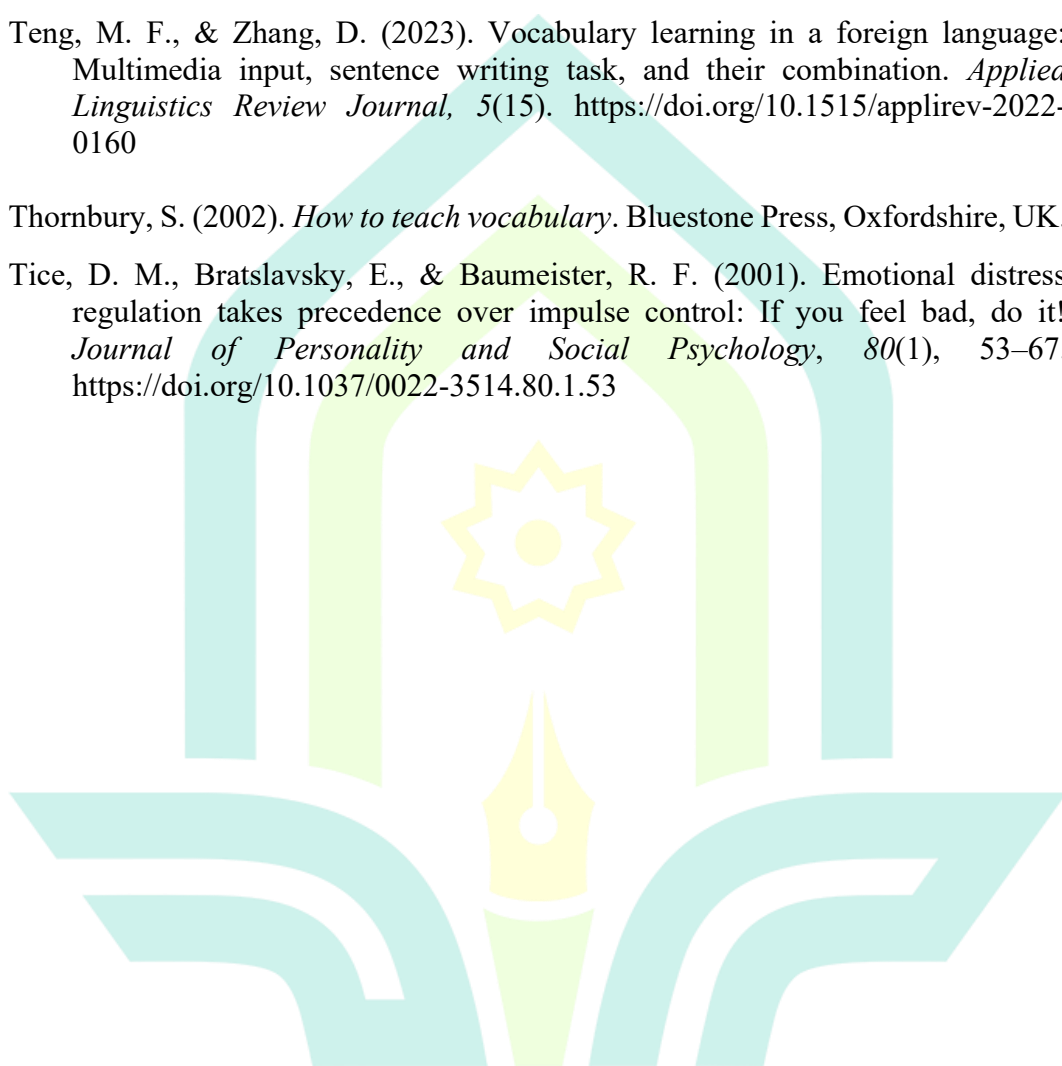 Teng, M. F., & Zhang, D. (2023). Vocabulary learning in a foreign language:
Multimedia input, sentence writing task, and their combination. Applied
Linguistics Review Journal, 5(15). https://doi.org/10.1515/applirev-2022-
0160
Thornbury, S. (2002). How to teach vocabulary. Bluestone Press, Oxfordshire, UK.
Tice, D. M., Bratslavsky, E., & Baumeister, R. F. (2001). Emotional distress
regulation takes precedence over impulse control: If you feel bad, do it!
Journal of Personality and Social Psychology, 80(1), 53–67.
https://doi.org/10.1037/0022-3514.80.1.53